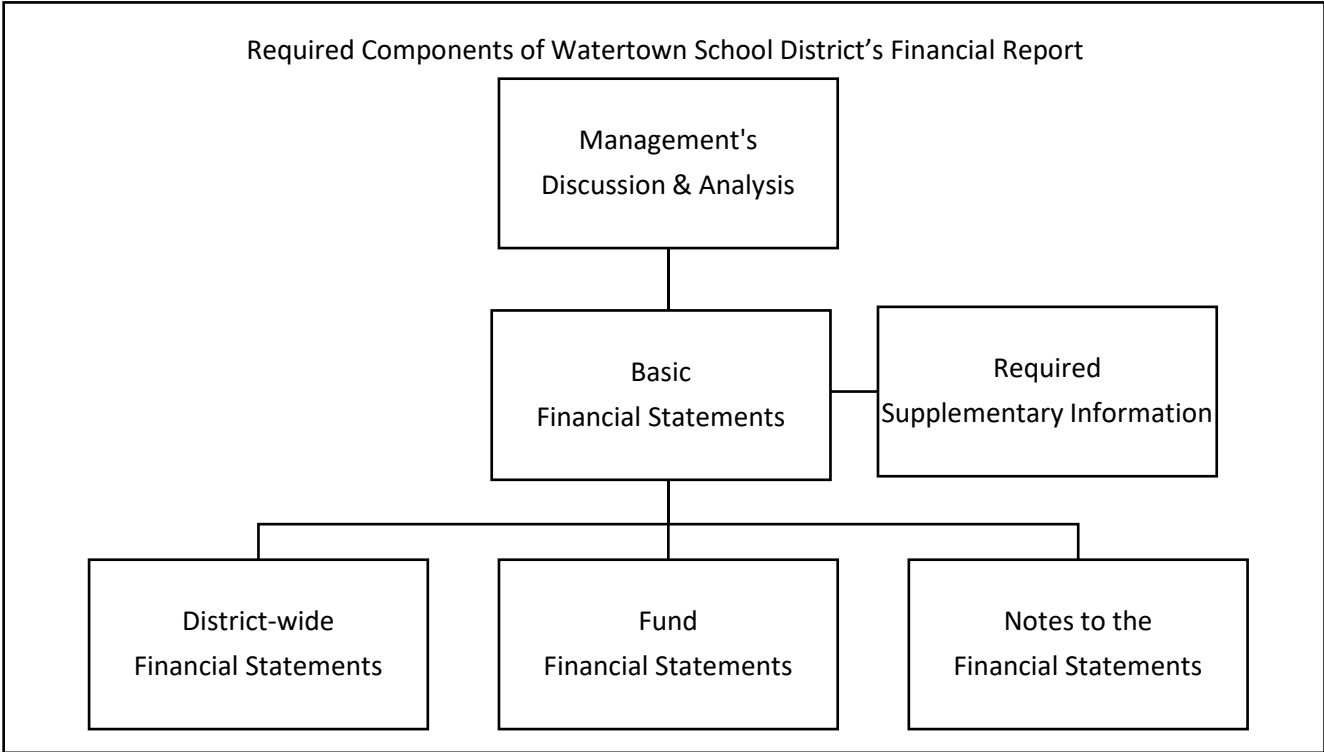 Required Components of Watertown School District’s Financial Report
Management's
Discussion & Analysis
Basic
Financial Statements
Required
Supplementary Information
District-wide
Financial Statements
Fund
Financial Statements
Notes to the
Financial Statements